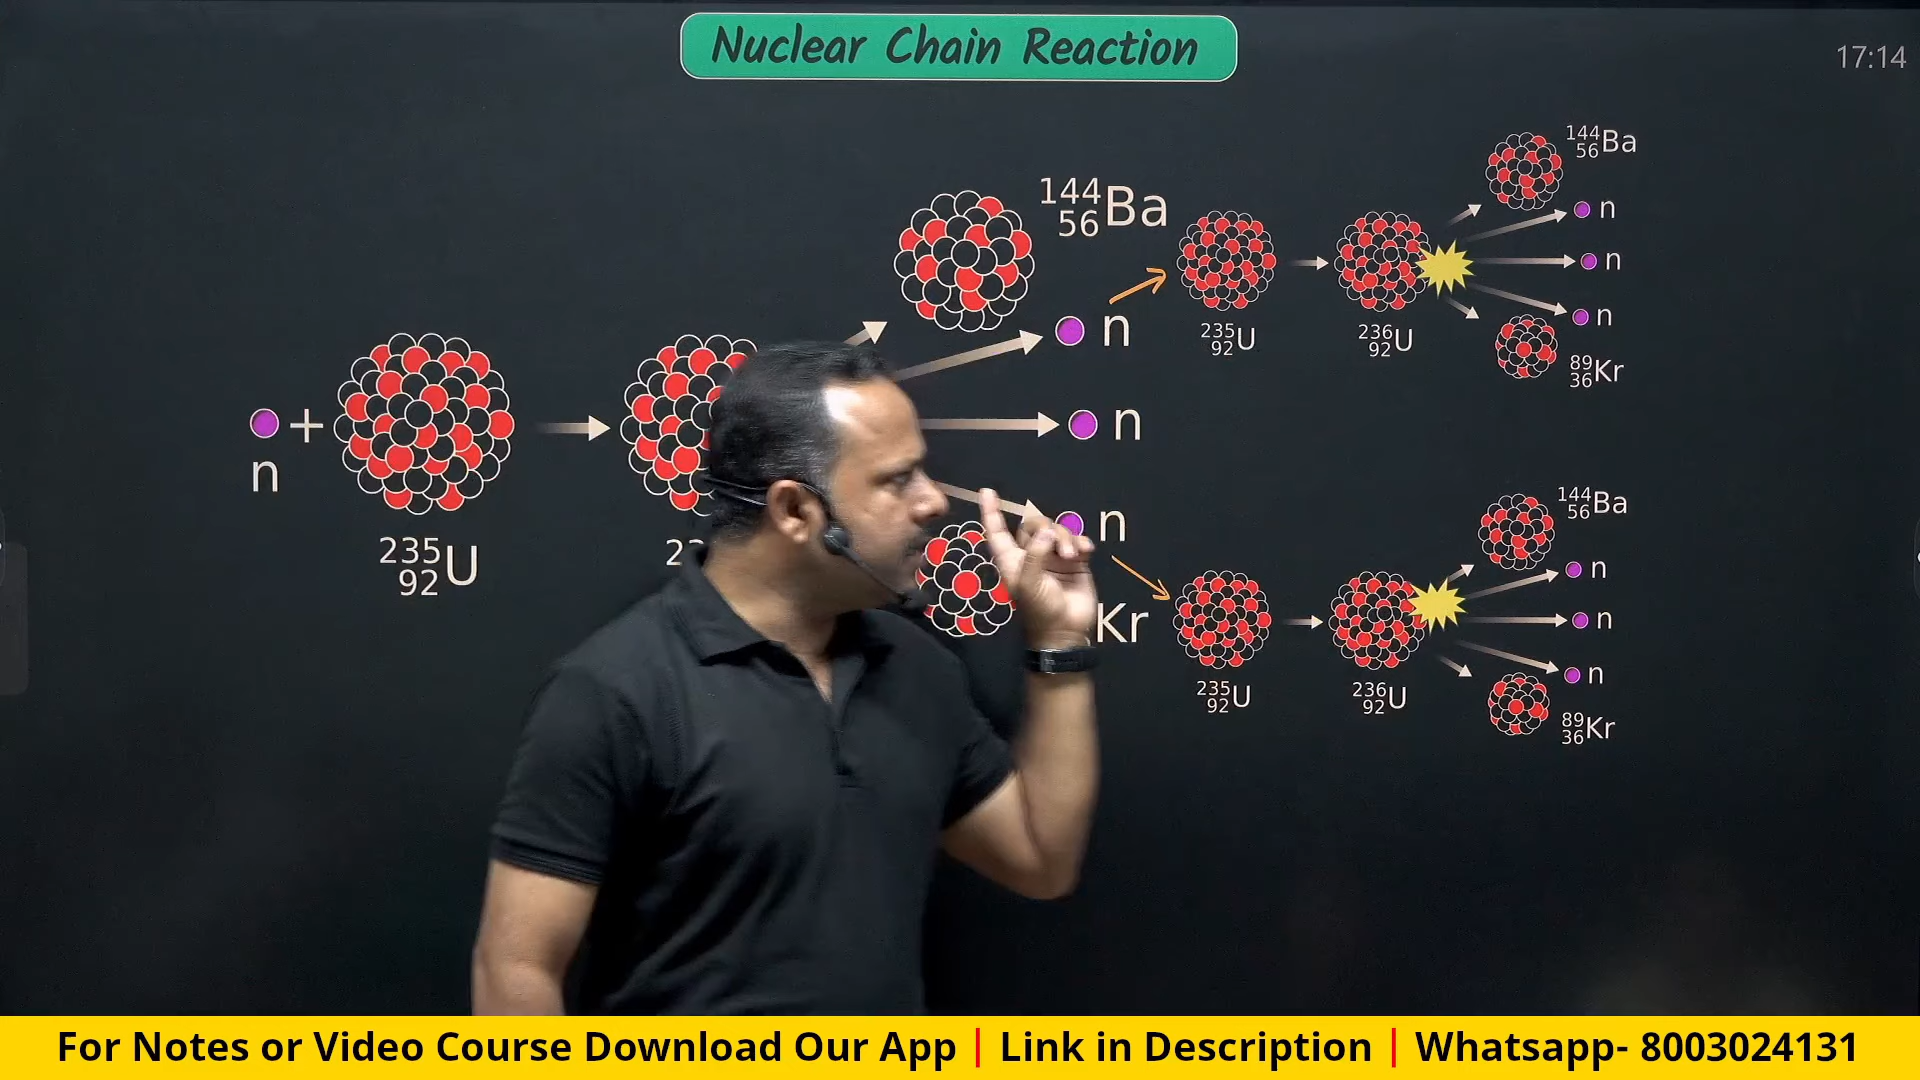 Nuclear Chain Reaction
17:14
144
56Ba
n
n
n
89
36Kr
235
92U
236
92U
144
56Ba
n
n
n
n
+
235
92U
23
Kr
235
92U
236
92U
144
56Ba
n
n
n
89
36Kr
For Notes or Video Course Download Our App | Link in Description | Whatsapp- 8003024131